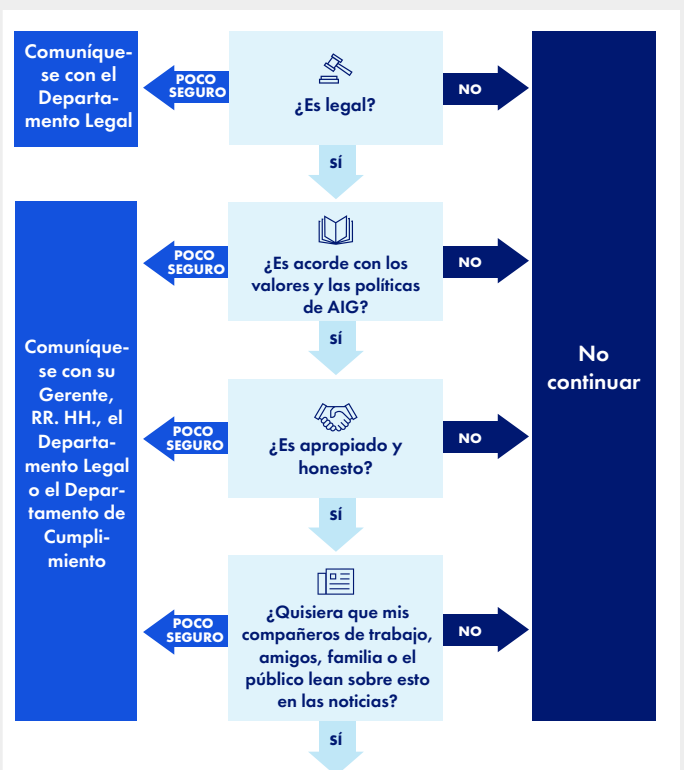 Comuníque-
se con el
Departa-
mento Legal
POCO
SEGURO
¿Es legal?
NO
sí
POCO
SEGURO
¿Es acorde con los
valores y las políticas
de AIG?
NO
sí
Comuníque-
se con su
Gerente,
RR. HH., el
Departa-
mento Legal
o el Depar-
tamento de
Cumpli-
miento
No
continuar
POCO
SEGURO
¿Es apropiado y
honesto?
NO
sí
POCO
SEGURO
¿Quisiera que mis
compañeros de trabajo,
amigos, familia o el
público lean sobre esto
en las noticias?
NO
sí